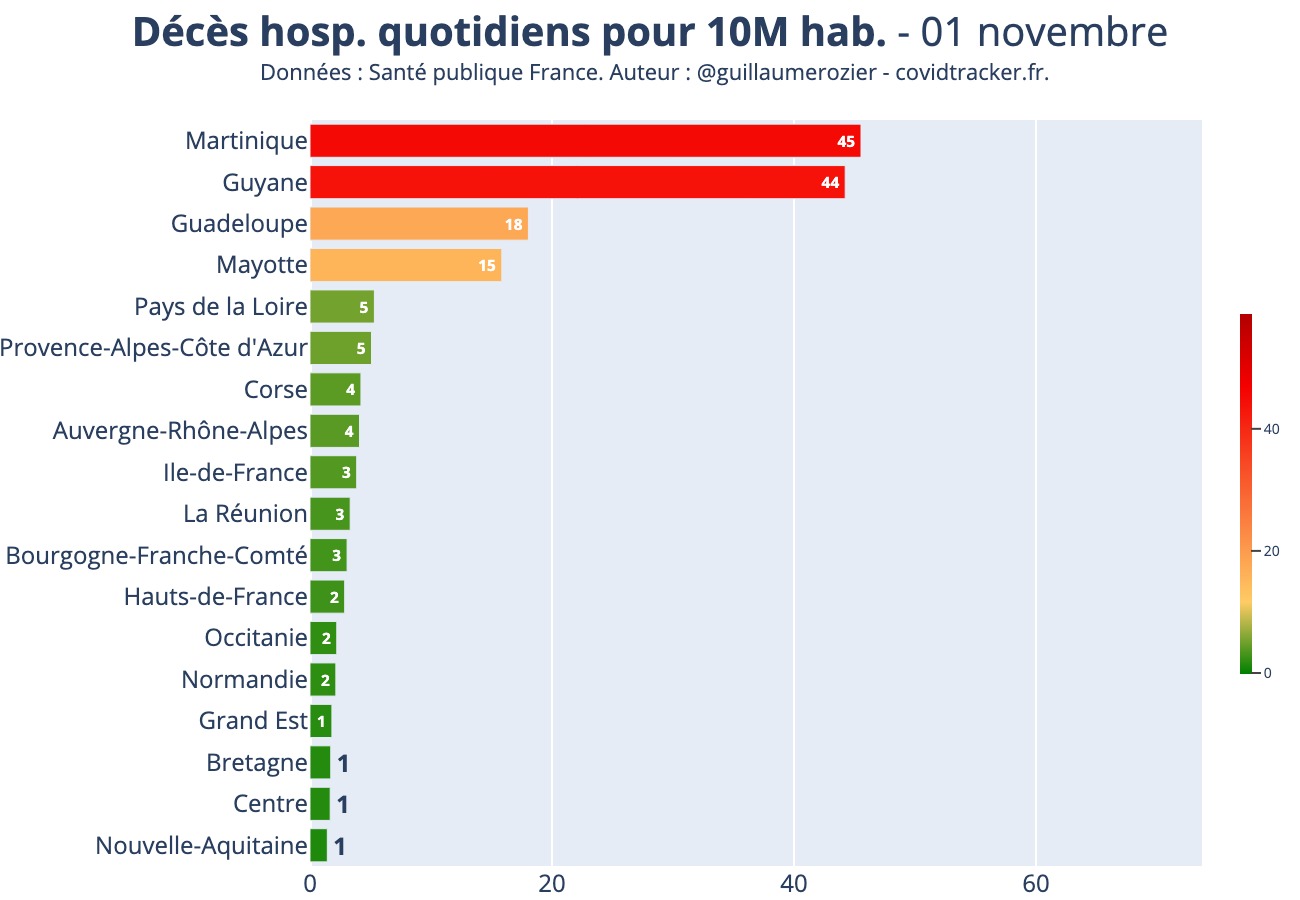 Décès hosp. quotidiens pour 10M hab. - 01 novembre
Données : Santé publique France. Auteur : @guillaumerozier - covidtracker.fr.
Martinique 45
Guyane 44
Guadeloupe 18
Mayotte 15
Pays de la Loire 5
Provence-Alpes-Côte d'Azur 5
Corse 4
Auvergne-Rhône-Alpes 4
Ile-de-France 3
La Réunion 3
Bourgogne-Franche-Comté 3
Hauts-de-France 2
Occitanie 2
Normandie 2
Grand Est 1
Bretagne 1
Centre 1
Nouvelle-Aquitaine 1
0 20 40 60
40
20
0